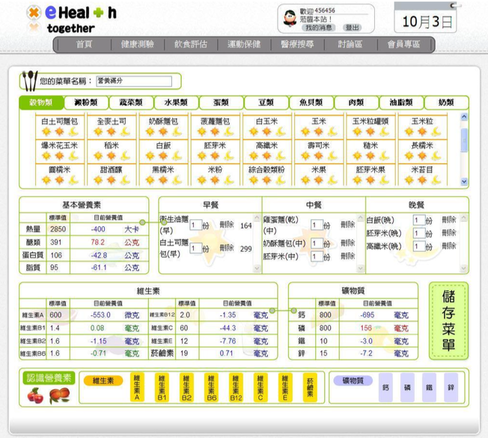 eHealth
together
歡迎456456
蒞臨本站！
我的消息 登出
10月3日
首頁 健康測驗 飲食評估 運動保健 醫療搜尋 討論區 會員專區
您的菜單名稱： 營養滿分
穀物類 澱粉類 蔬菜類 水果類 蛋類 豆類 魚貝類 肉類 油脂類 奶類
白土司麵包 全麥土司 奶酥麵包 菠蘿麵包 白玉米 玉米 玉米粒罐頭 玉米粒
爆米花玉米 稻米 白飯 胚芽米 高纖米 壽司米 糙米 長糯米
圓糯米 甜酒釀 黑糯米 米粉 綜合穀類粉 米果 胚芽米 米苔目
基本營養素
標準值 目前營養值
熱量 2850 -400 大卡
醣類 391 78.2 公克
蛋白質 106 -42.8 公克
脂質 95 -61.1 公克
早餐
衛生油麵(早) 1 份 刪除 164
白土司麵包(早) 1 份 刪除 299
中餐
雞蛋麵(乾)(中) 1 份 刪除
奶酥麵包(中) 1 份 刪除
胚芽米(中) 1 份 刪除
晚餐
白飯(晚) 1 份 刪除
胚芽米(晚) 1 份 刪除
高纖米(晚) 1 份 刪除
維生素
標準值 目前營養值 標準值 目前營養值
維生素A 600 -553.0 微克 維生素B12 2.0 -1.35 毫克
維生素B1 1.4 0.08 毫克 維生素C 60 -44.3 毫克
維生素B2 1.6 -1.15 毫克 維生素E 12 -7.76 毫克
維生素B6 1.6 -0.71 毫克 菸鹼素 19 0.71 毫克
礦物質
標準值 目前營養值
鈣 800 -695 毫克
磷 800 156 毫克
鐵 10 -3.0 毫克
鋅 15 -7.2 毫克
儲存菜單
認識營養素
維生素 維生素A 維生素B1 維生素B2 維生素B6 維生素B12 維生素C 維生素E 菸鹼素
礦物質 鈣 磷 鐵 鋅